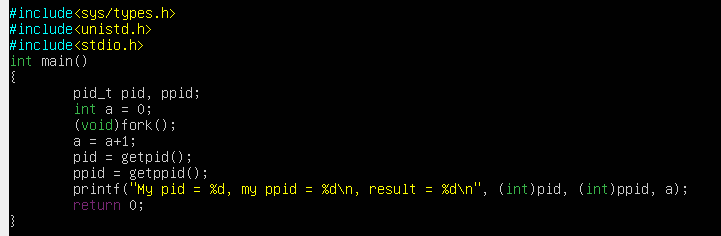 #include<sys/types.h>
#include<unistd.h>
#include<stdio.h>
int main()
{
        pid_t pid, ppid;
        int a = 0;
        (void)fork();
        a = a+1;
        pid = getpid();
        ppid = getppid();
        printf("My pid = %d, my ppid = %d\n, result = %d\n", (int)pid, (int)ppid, a);
        return 0;
}